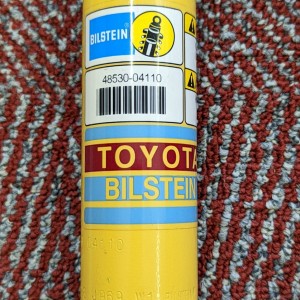 BILSTEIN
48530-04110
TOYOTA
BILSTEIN